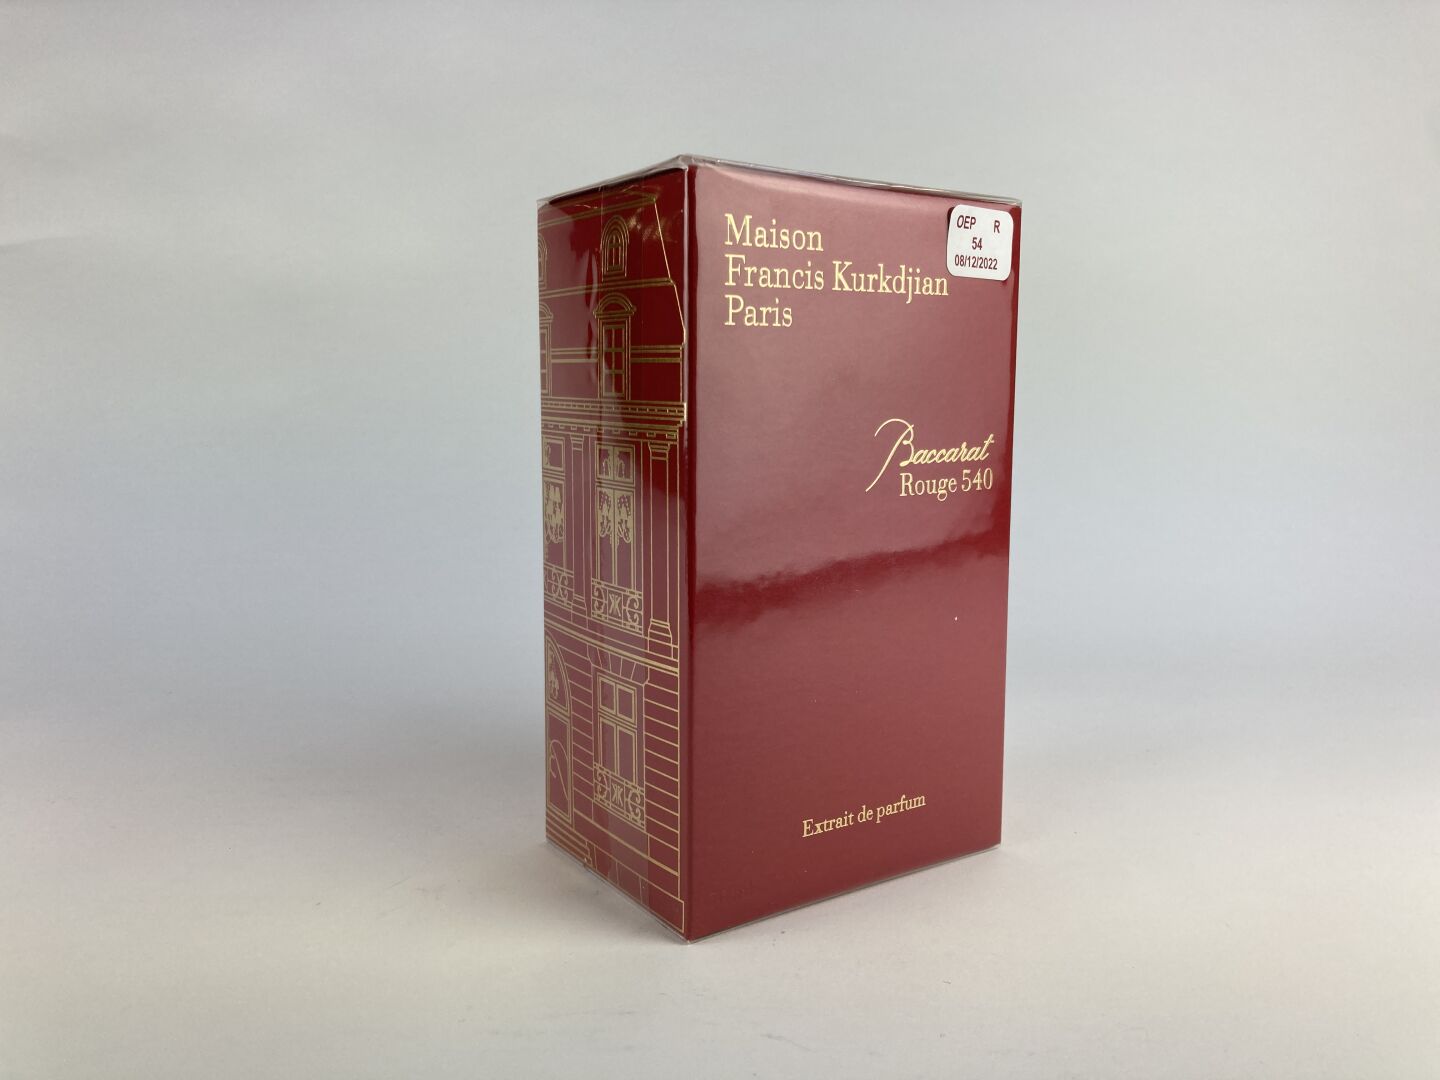 Maison
Francis Kurkdjian
Paris
OEP R
54
08/12/2022
Baccarat
Rouge 540
Extrait de parfum